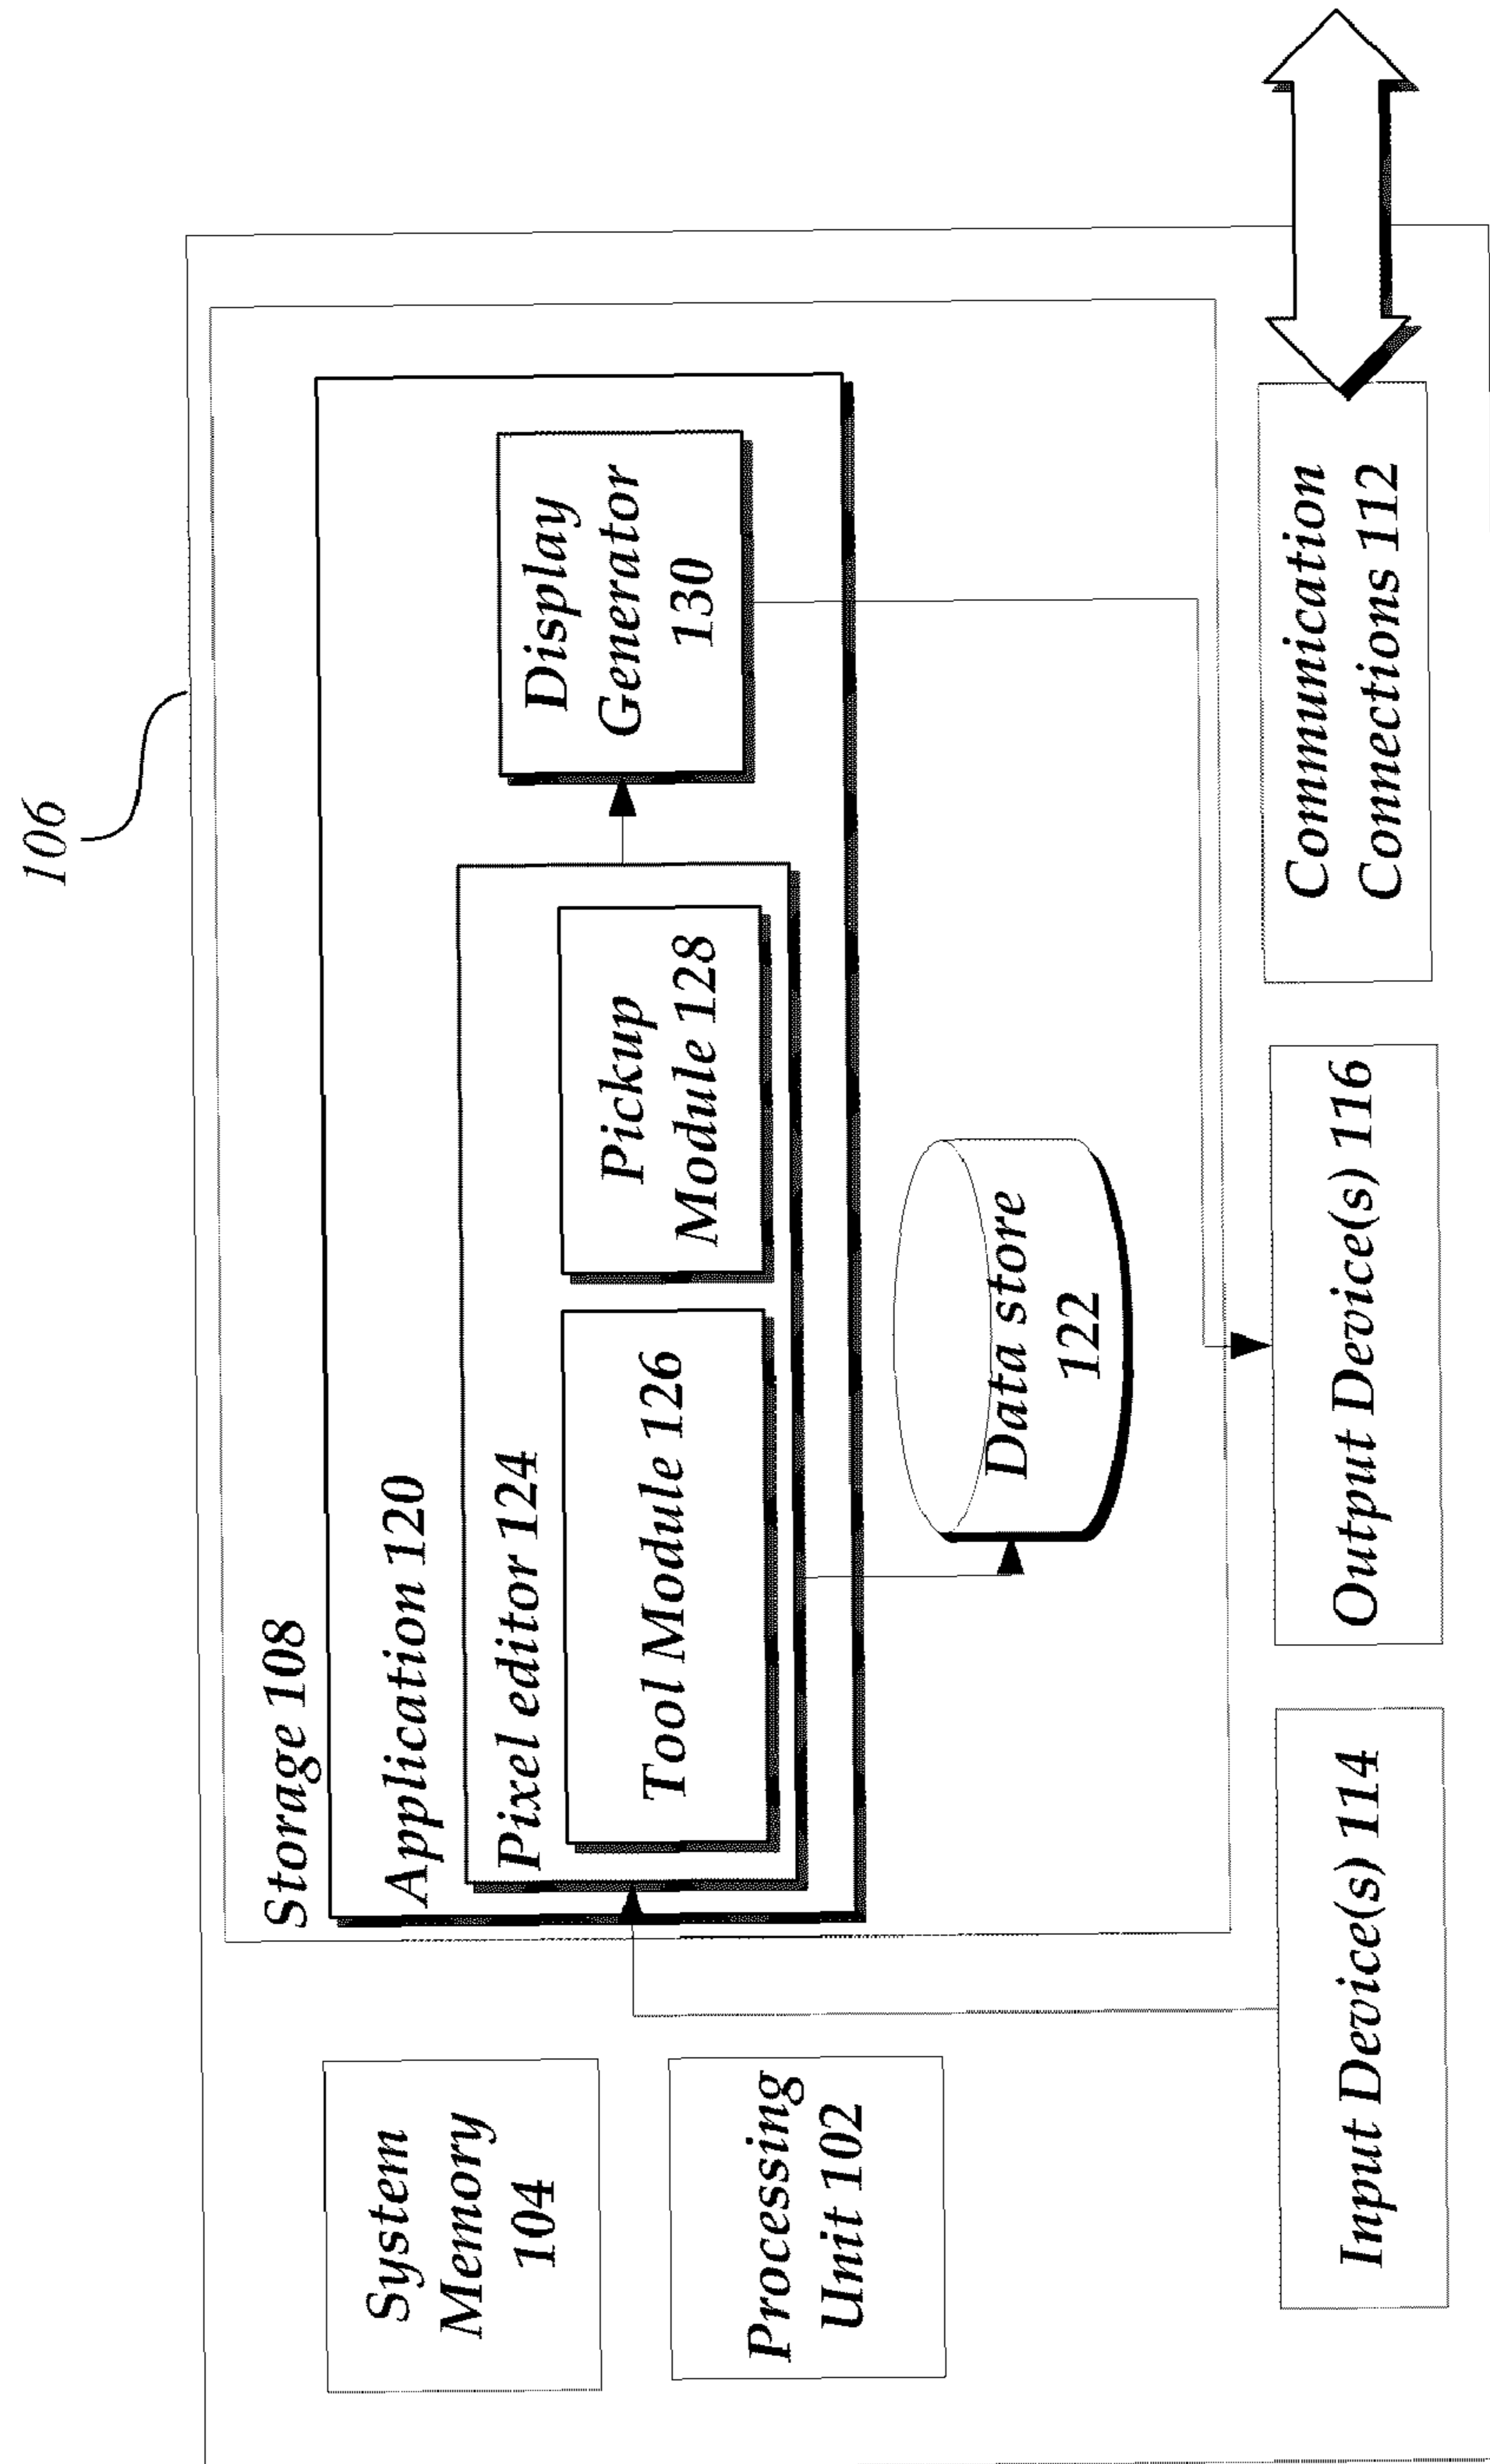 106
Storage 108
Application 120
Pixel editor 124
Tool Module 126
Pickup
Module 128
Display
Generator
130
Data store
122
System
Memory
104
Processing
Unit 102
Input Device(s) 114
Output Device(s) 116
Communication
Connections 112